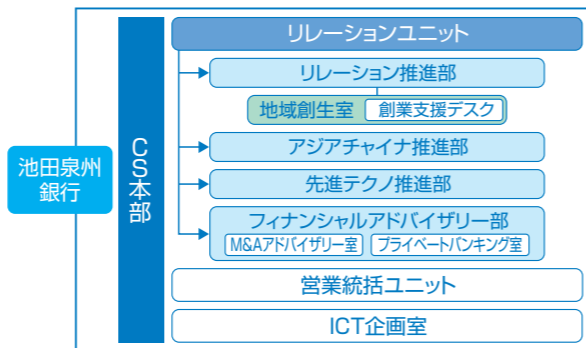 リレーションユニット
リレーション推進部
地域創生室 創業支援デスク
アジアチャイナ推進部
先進テクノ推進部
フィナンシャルアドバイザリー部
M&Aアドバイザリー室 プライベートバンキング室
営業統括ユニット
ICT企画室
CS本部
池田泉州
銀行